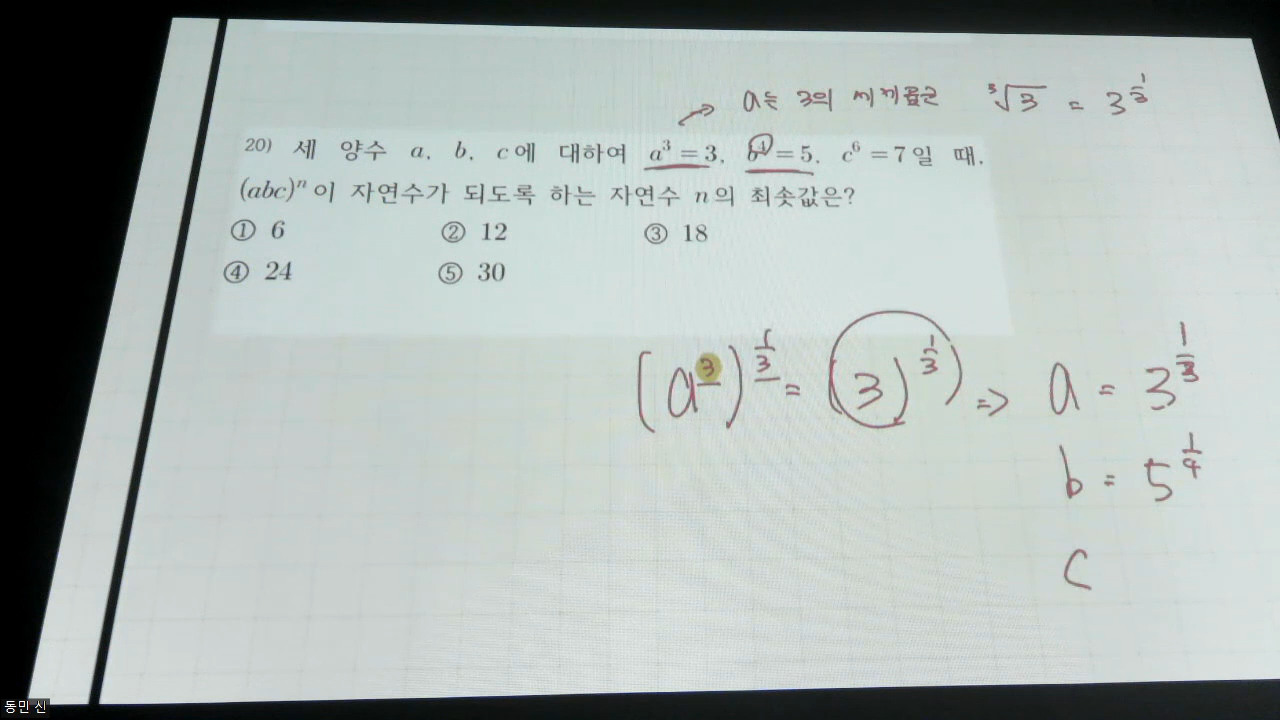 a는 3의 세제곱근 ³√3 = 3^(1/3)
20) 세 양수 a, b, c에 대하여 a³ = 3, b⁴ = 5, c⁶ = 7일 때,
(abc)ⁿ이 자연수가 되도록 하는 자연수 n의 최솟값은?
① 6 ② 12 ③ 18
④ 24 ⑤ 30
(a³)^(1/3) = (3)^(1/3)) => a = 3^(1/3)
b = 5^(1/4)
c
동민 신